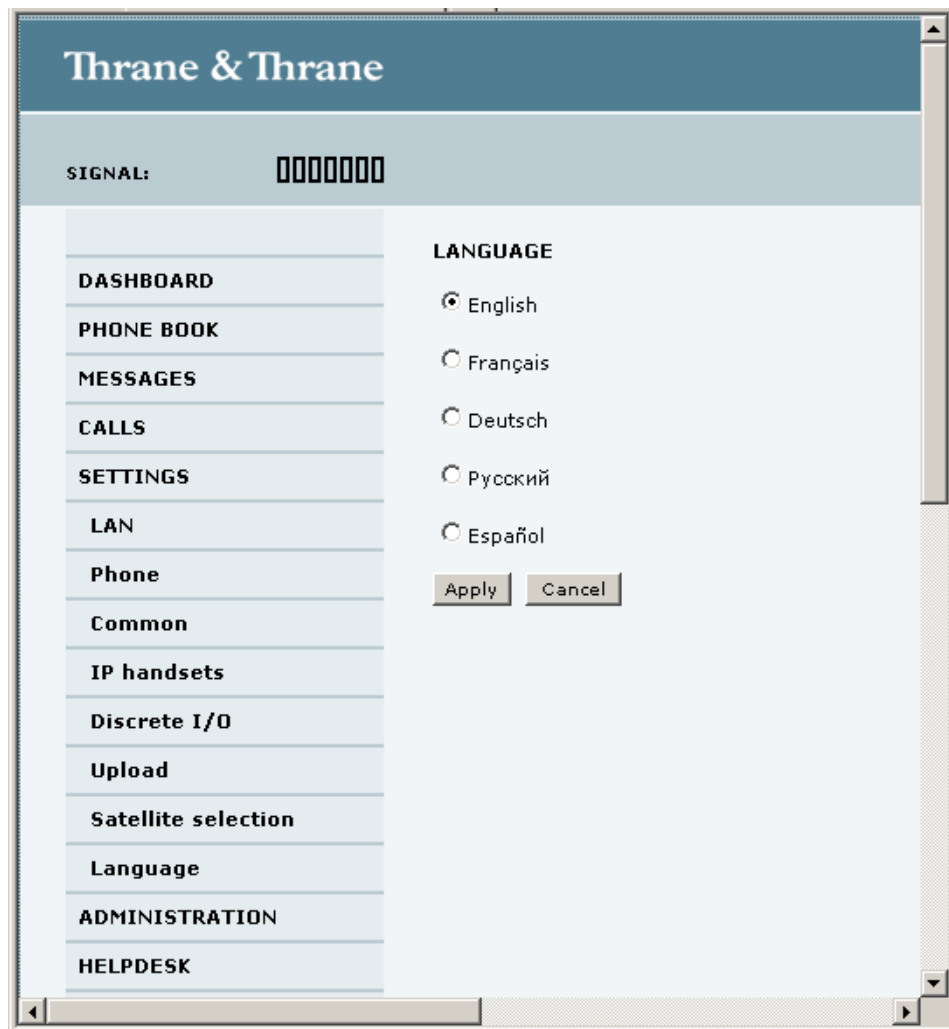 Thrane & Thrane
SIGNAL:
DASHBOARD
PHONE BOOK
MESSAGES
CALLS
SETTINGS
LAN
Phone
Common
IP handsets
Discrete I/O
Upload
Satellite selection
Language
ADMINISTRATION
HELPDESK
LANGUAGE
English
Français
Deutsch
Русский
Español
Apply Cancel